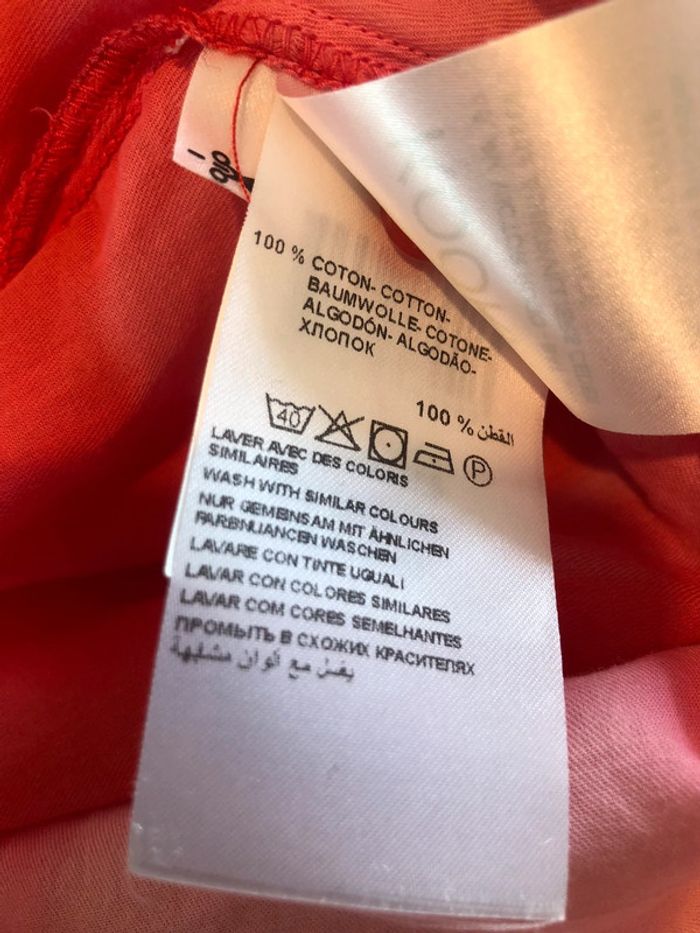 100 % COTON- COTTON-
BAUMWOLLE- COTONE-
ALGODÓN- ALGODÃO-
ХЛОПОК
100 % القطن
40
P
LAVER AVEC DES COLORIS
SIMILAIRES
WASH WITH SIMILAR COLOURS
NUR GEMEINSAM MIT ÄHNLICHEN
FARBNUANCEN WASCHEN
LAVARE CON TINTE UGUALI
LAVAR CON COLORES SIMILARES
LAVAR COM CORES SEMELHANTES
ПРОМЫТЬ В СХОЖИХ КРАСИТЕЛЯХ
يغسل مع ألوان مشابهة